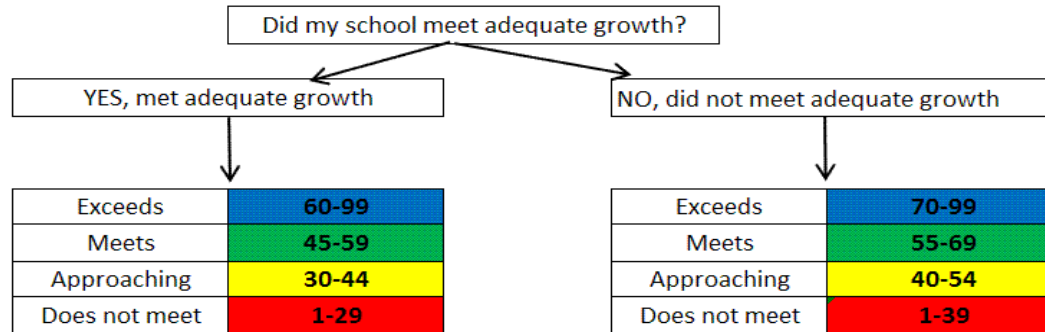 Did my school meet adequate growth?
YES, met adequate growth
NO, did not meet adequate growth
Exceeds 60-99
Meets 45-59
Approaching 30-44
Does not meet 1-29
Exceeds 70-99
Meets 55-69
Approaching 40-54
Does not meet 1-39